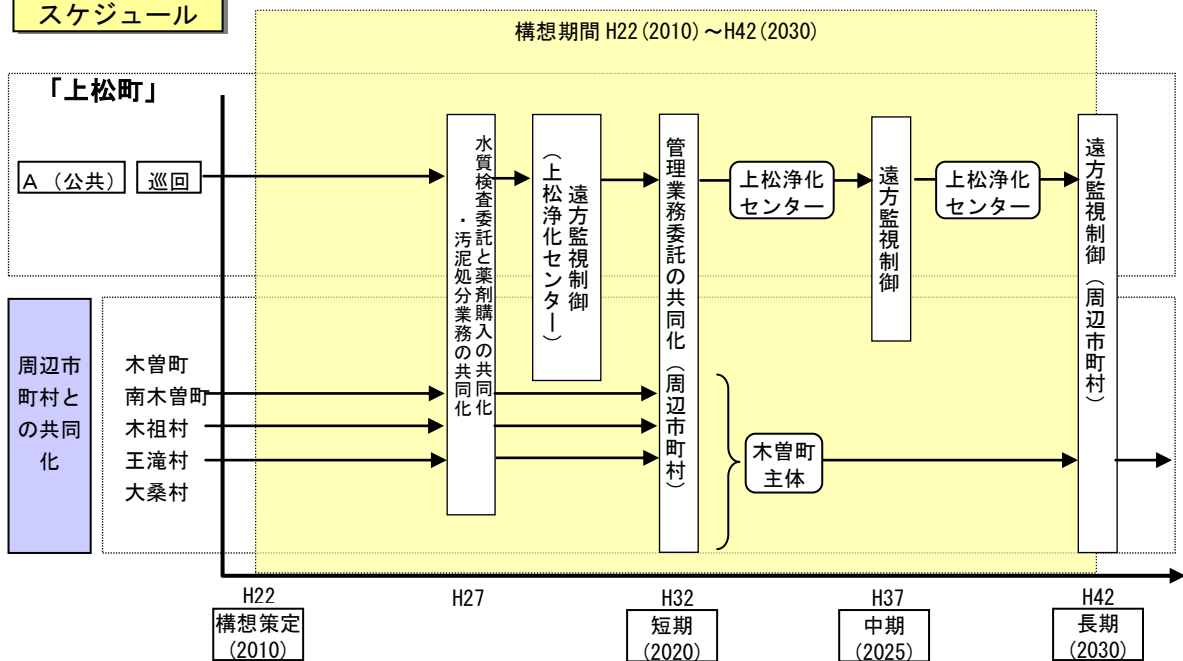 スケジュール
構想期間 H22(2010)～H42(2030)
「上松町」
A (公共)
巡回
水質検査委託と薬剤購入の共同化
・汚泥処分業務の共同化
遠方監視制御
(上松浄化センター)
管理業務委託の共同化(周辺市町村)
上松浄化
センター
遠方監視制御
上松浄化
センター
遠方監視制御(周辺市町村)
周辺市
町村と
の共同
化
木曽町
南木曽町
木祖村
王滝村
大桑村
木曽町
主体
H22
H27
H32
H37
H42
構想策定
(2010)
短期
(2020)
中期
(2025)
長期
(2030)